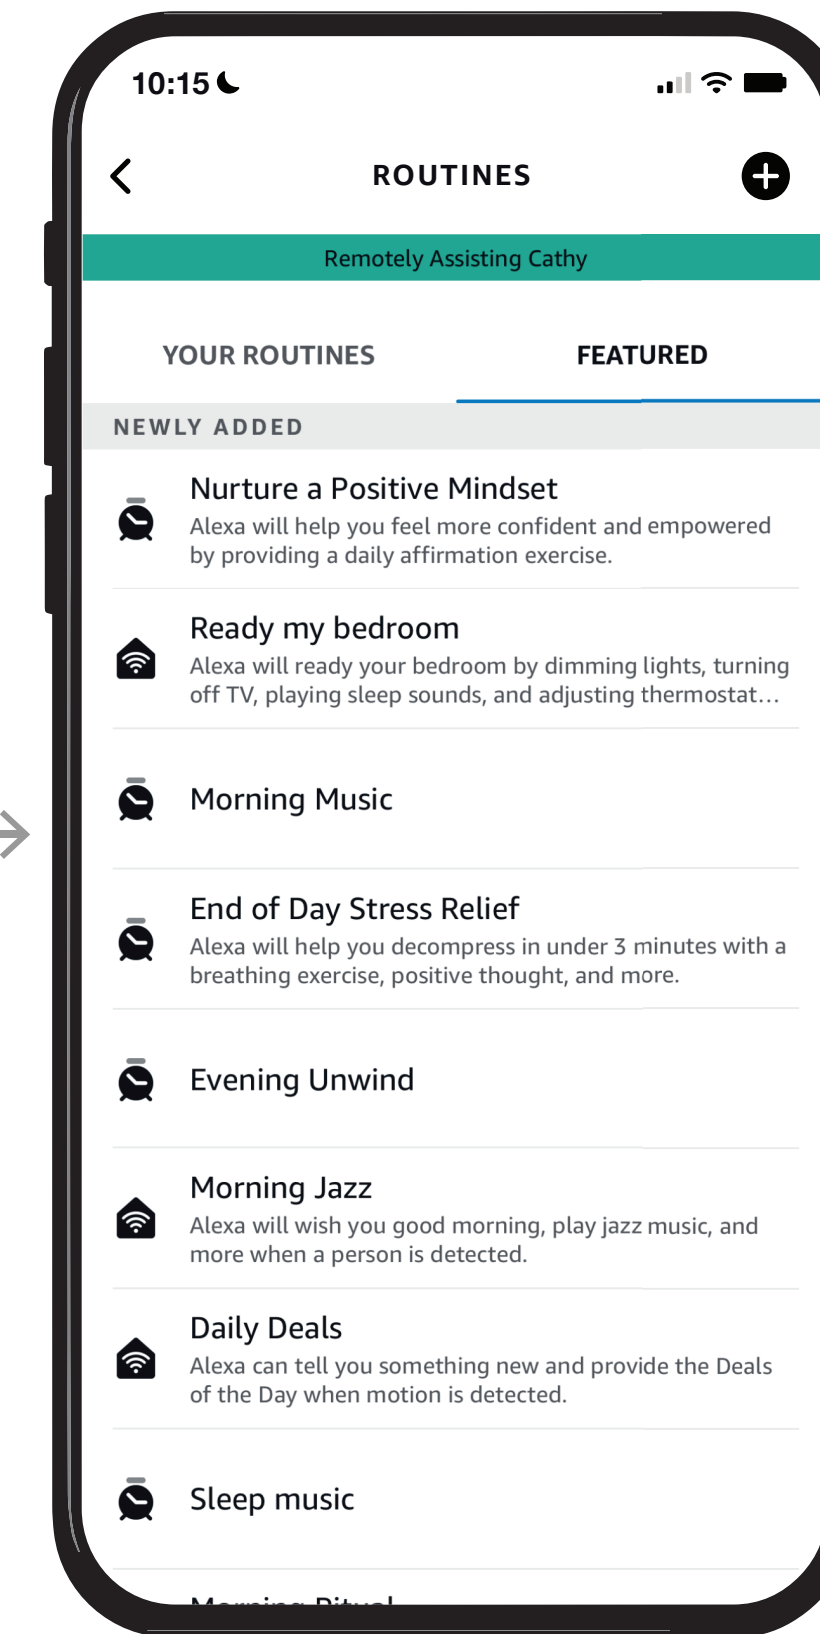 10:15
ROUTINES
Remotely Assisting Cathy
YOUR ROUTINES FEATURED
NEWLY ADDED
Nurture a Positive Mindset
Alexa will help you feel more confident and empowered
by providing a daily affirmation exercise.
Ready my bedroom
Alexa will ready your bedroom by dimming lights, turning
off TV, playing sleep sounds, and adjusting thermostat...
Morning Music
End of Day Stress Relief
Alexa will help you decompress in under 3 minutes with a
breathing exercise, positive thought, and more.
Evening Unwind
Morning Jazz
Alexa will wish you good morning, play jazz music, and
more when a person is detected.
Daily Deals
Alexa can tell you something new and provide the Deals
of the Day when motion is detected.
Sleep music
Morning Ritual